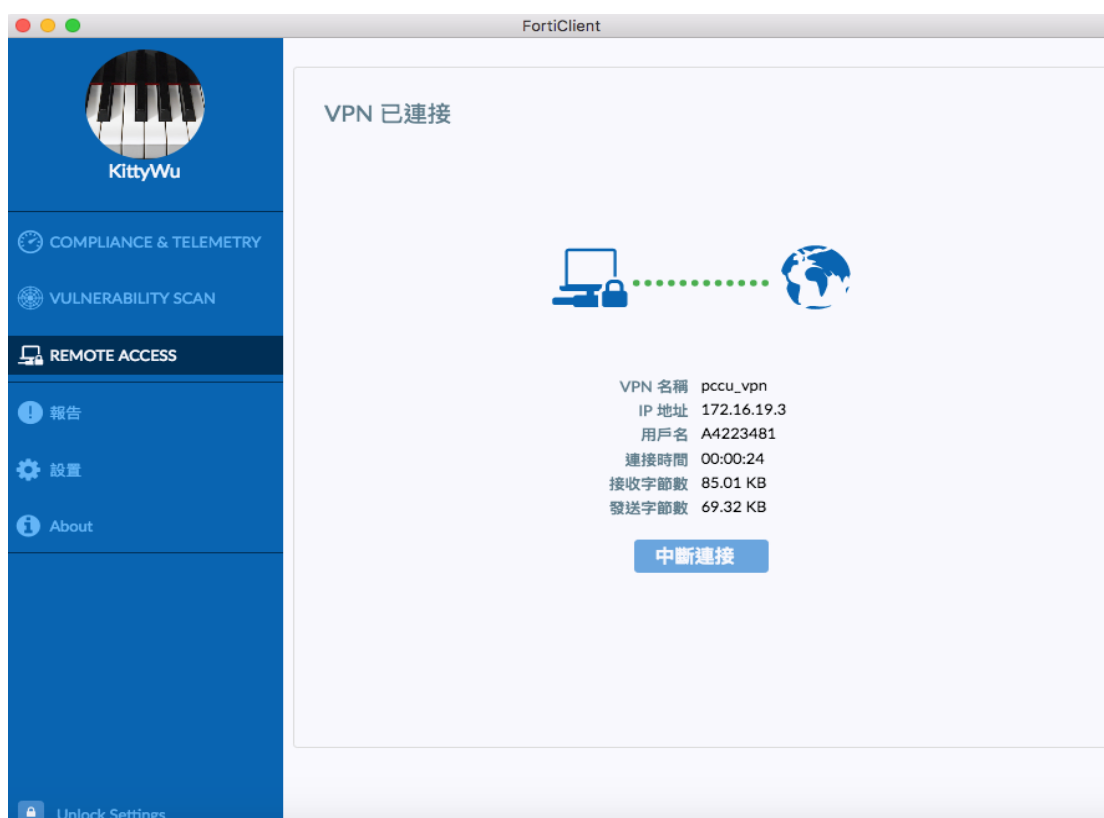 FortiClient
KittyWu
COMPLIANCE & TELEMETRY
VULNERABILITY SCAN
REMOTE ACCESS
報告
設置
About
Unlock Settings
VPN 已連接
VPN 名稱 pccu_vpn
IP 地址 172.16.19.3
用戶名 A4223481
連接時間 00:00:24
接收字節數 85.01 KB
發送字節數 69.32 KB
中斷連接